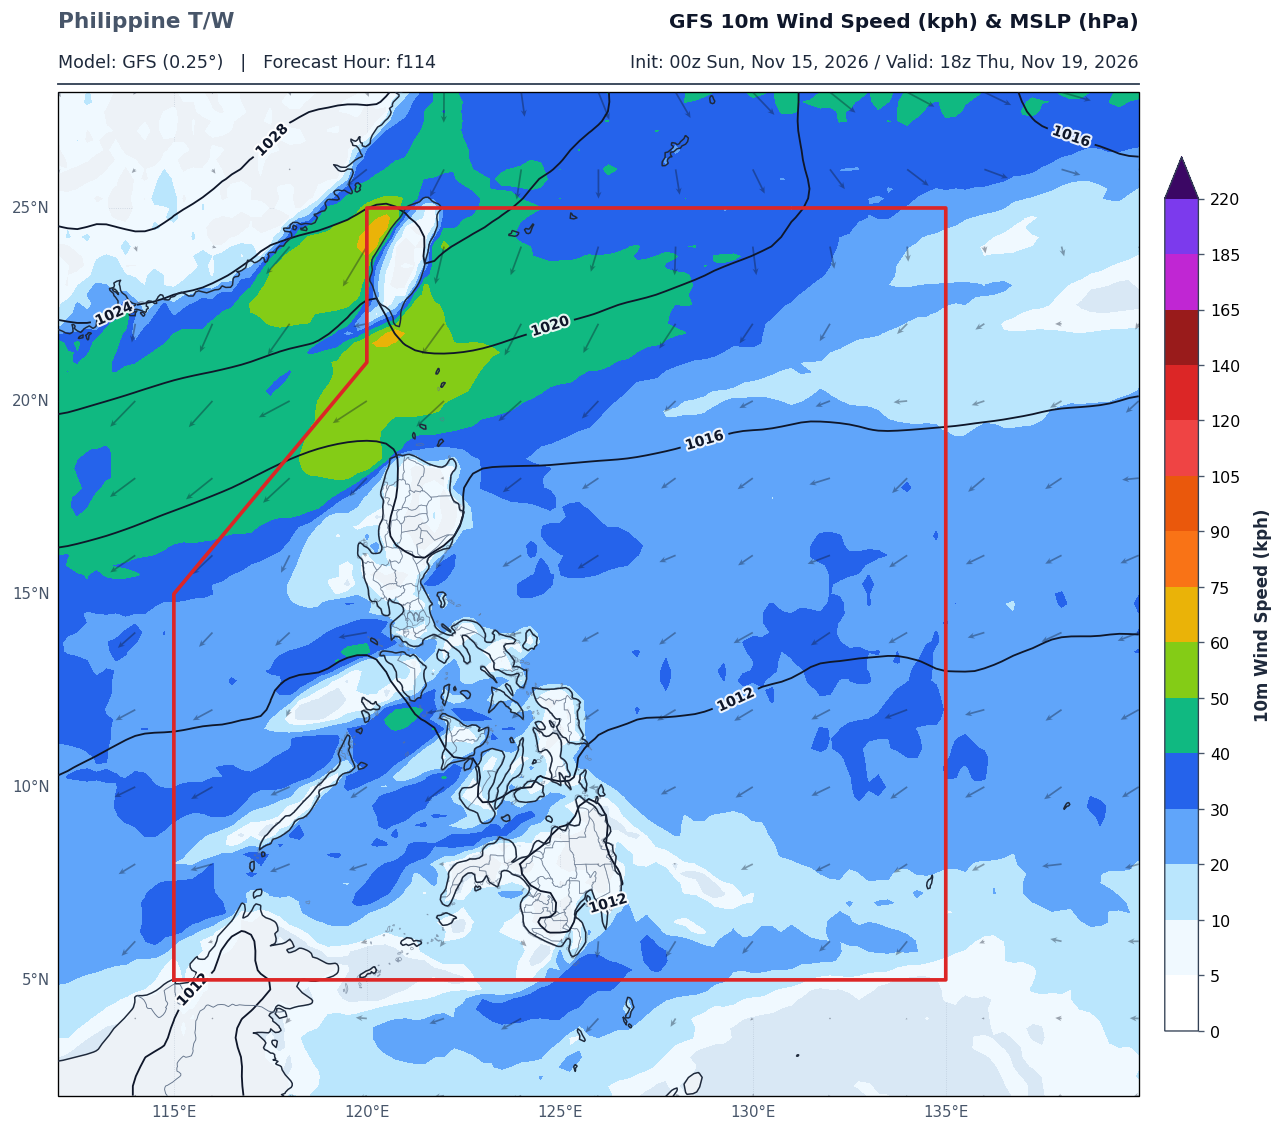 Philippine T/W
GFS 10m Wind Speed (kph) & MSLP (hPa)
Model: GFS (0.25°)   |   Forecast Hour: f114
Init: 00z Sun, Nov 15, 2026 / Valid: 18z Thu, Nov 19, 2026
1028
1016
1024
1020
1016
1012
1012
1012
25°N
20°N
15°N
10°N
5°N
115°E
120°E
125°E
130°E
135°E
220
185
165
140
120
105
90
75
60
50
40
30
20
10
5
0
10m Wind Speed (kph)